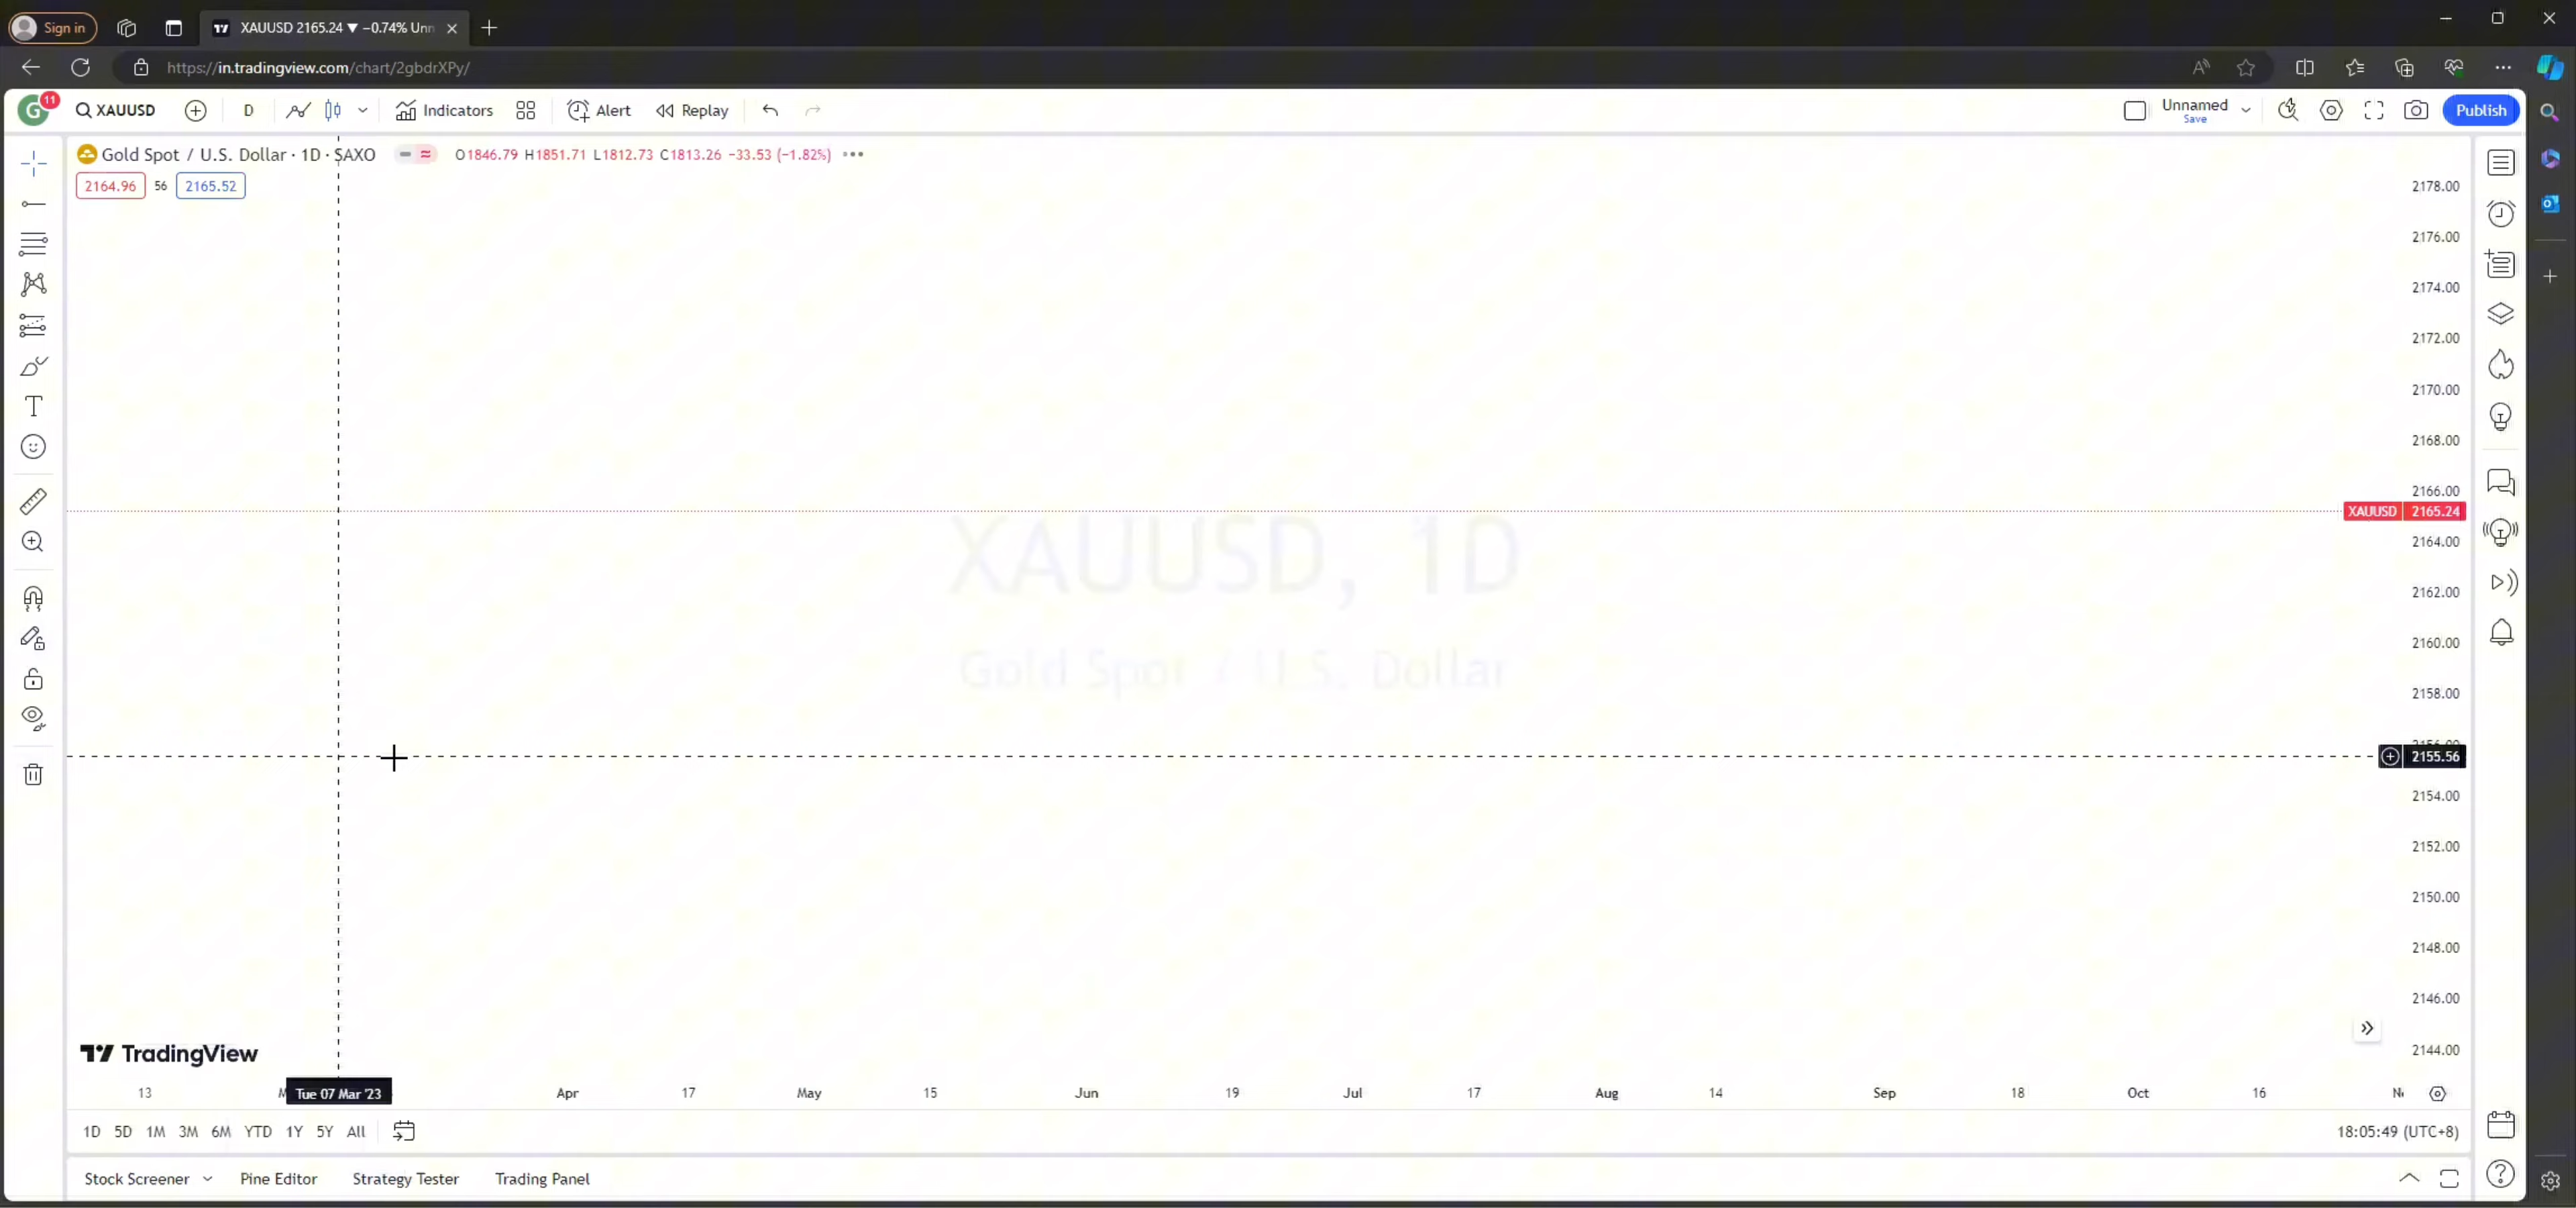 Sign in
XAUUSD 2165.24 ▼ −0.74% Unn
https://in.tradingview.com/chart/2gbdrXPy/
G 11 XAUUSD D Indicators Alert Replay Unnamed Save Publish
Gold Spot / U.S. Dollar · 1D · SAXO O1846.79 H1851.71 L1812.73 C1813.26 −33.53 (−1.82%)
2164.96 56 2165.52
2178.00
2176.00
2174.00
2172.00
2170.00
2168.00
2166.00
XAUUSD 2165.24
2164.00
XAUUSD, 1D
2162.00
2160.00
Gold Spot / U.S. Dollar
2158.00
2155.56
2154.00
2152.00
2150.00
2148.00
2146.00
2144.00
TradingView
13 Tue 07 Mar '23 Apr 17 May 15 Jun 19 Jul 17 Aug 14 Sep 18 Oct 16
1D 5D 1M 3M 6M YTD 1Y 5Y All 18:05:49 (UTC+8)
Stock Screener Pine Editor Strategy Tester Trading Panel